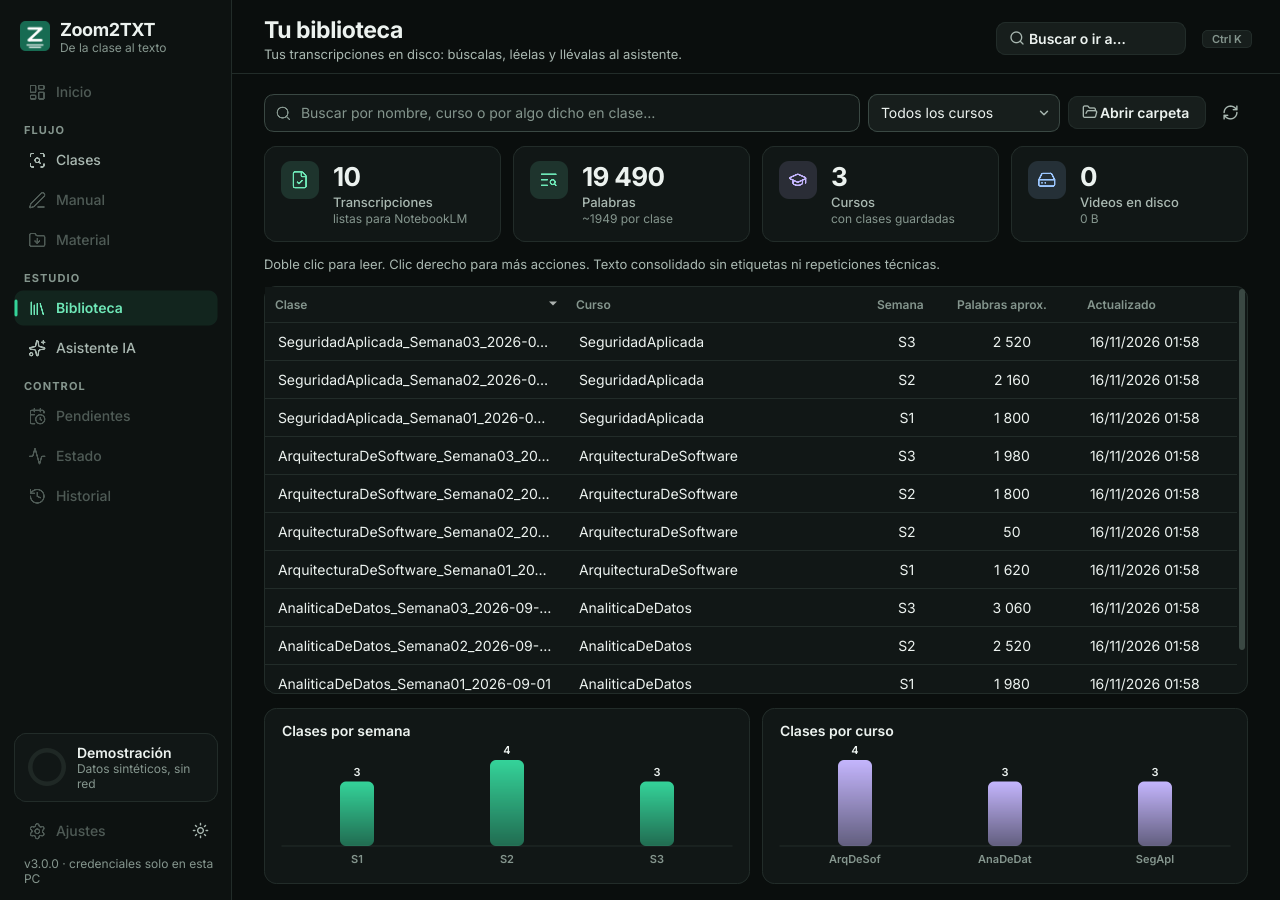 Zoom2TXT
De la clase al texto
Inicio
FLUJO
Clases
Manual
Material
ESTUDIO
Biblioteca
Asistente IA
CONTROL
Pendientes
Estado
Historial
Demostración
Datos sintéticos, sin
red
Ajustes
v3.0.0 · credenciales solo en esta
PC
Tu biblioteca
Tus transcripciones en disco: búscalas, léelas y llévalas al asistente.
Buscar o ir a...
Ctrl K
Buscar por nombre, curso o por algo dicho en clase...
Todos los cursos
Abrir carpeta
10
Transcripciones
listas para NotebookLM
19 490
Palabras
~1949 por clase
3
Cursos
con clases guardadas
0
Videos en disco
0 B
Doble clic para leer. Clic derecho para más acciones. Texto consolidado sin etiquetas ni repeticiones técnicas.
Clase Curso Semana Palabras aprox. Actualizado
SeguridadAplicada_Semana03_2026-0... SeguridadAplicada S3 2 520 16/11/2026 01:58
SeguridadAplicada_Semana02_2026-0... SeguridadAplicada S2 2 160 16/11/2026 01:58
SeguridadAplicada_Semana01_2026-0... SeguridadAplicada S1 1 800 16/11/2026 01:58
ArquitecturaDeSoftware_Semana03_20... ArquitecturaDeSoftware S3 1 980 16/11/2026 01:58
ArquitecturaDeSoftware_Semana02_20... ArquitecturaDeSoftware S2 1 800 16/11/2026 01:58
ArquitecturaDeSoftware_Semana02_20... ArquitecturaDeSoftware S2 50 16/11/2026 01:58
ArquitecturaDeSoftware_Semana01_20... ArquitecturaDeSoftware S1 1 620 16/11/2026 01:58
AnaliticaDeDatos_Semana03_2026-09-... AnaliticaDeDatos S3 3 060 16/11/2026 01:58
AnaliticaDeDatos_Semana02_2026-09-... AnaliticaDeDatos S2 2 520 16/11/2026 01:58
AnaliticaDeDatos_Semana01_2026-09-01 AnaliticaDeDatos S1 1 980 16/11/2026 01:58
Clases por semana
3 4 3
S1 S2 S3
Clases por curso
4 3 3
ArqDeSof AnaDeDat SegApl